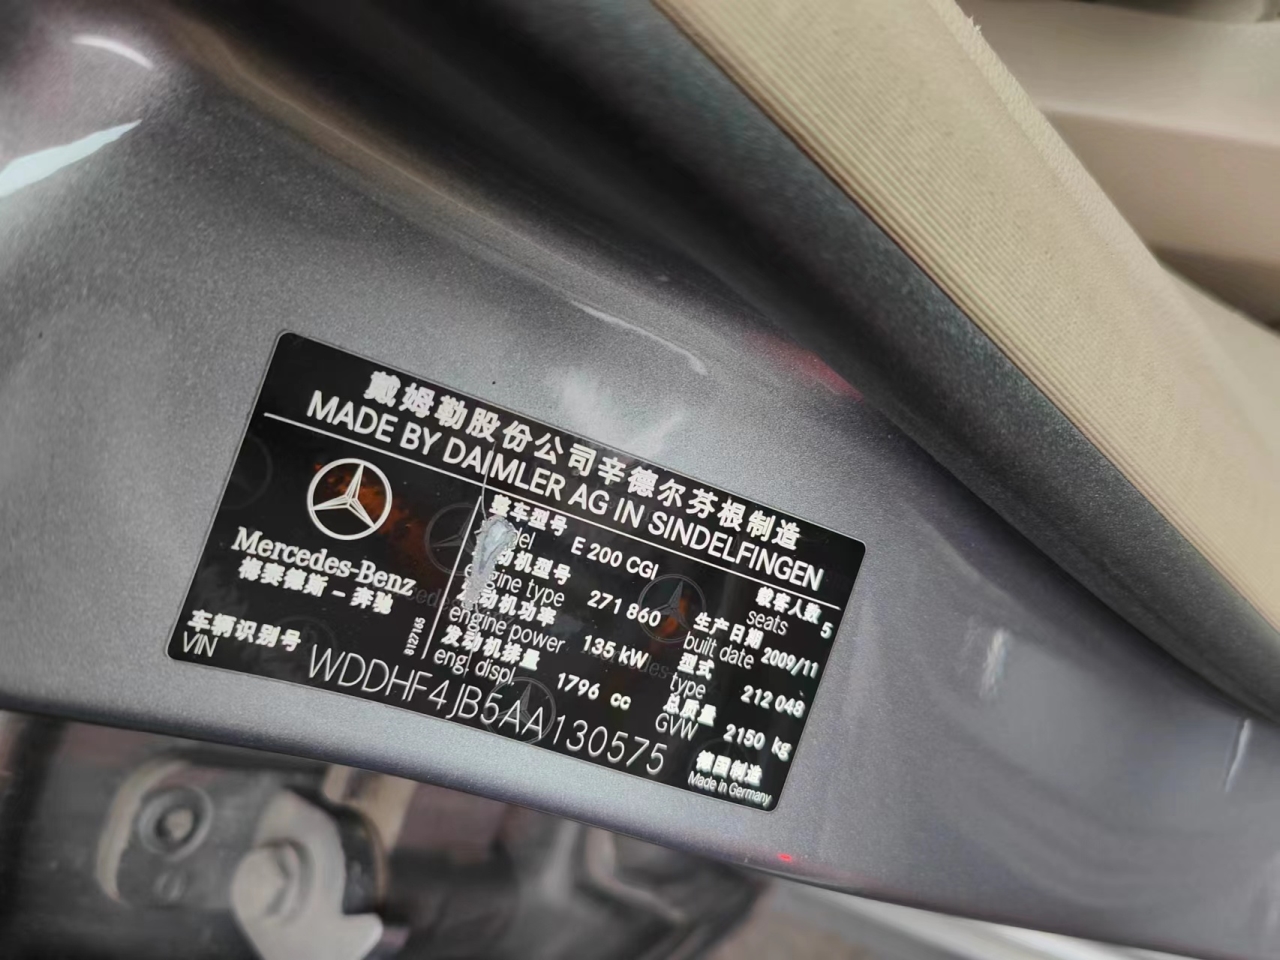 戴姆勒股份公司辛德尔芬根制造
MADE BY DAIMLER AG IN SINDELFINGEN
Mercedes-Benz
梅赛德斯-奔驰
整车型号
E 200 CGI
动机型号
engine type 271 860
发动机功率
engine power 135 kW
发动机排量
eng. displ. 1796 cc
载客人数
seats 5
生产日期
built date 2009/11
型式
type 212 048
总质量
GVW 2150 kg
8127165
车辆识别号
VIN WDDHF4JB5AA130575
德国制造
Made in Germany